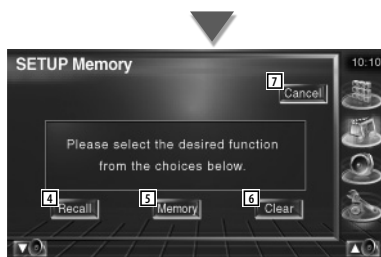 SETUP Memory
10:10
7
Cancel
Please select the desired function
from the choices below.
4 5 6
Recall Memory Clear